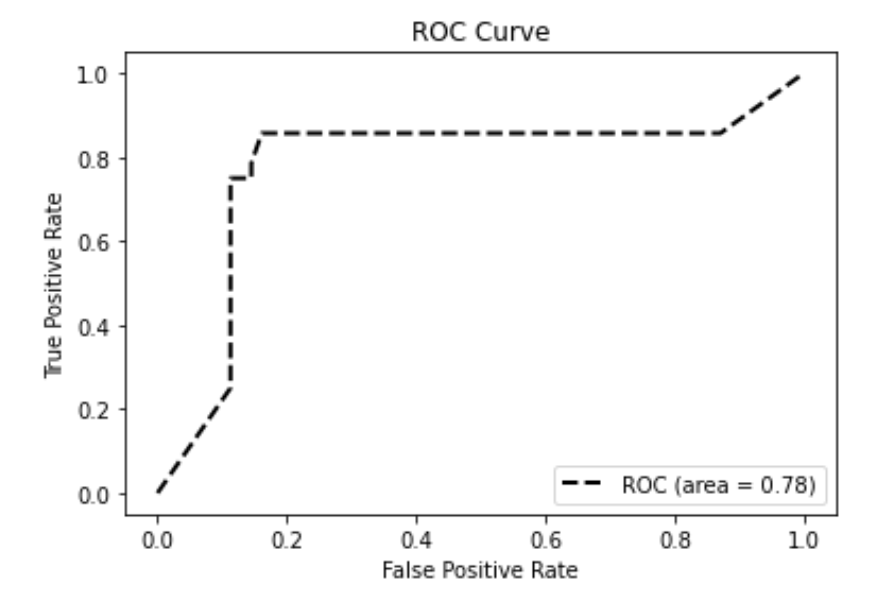 ROC Curve
1.0
0.8
0.6
0.4
0.2
0.0
True Positive Rate
ROC (area = 0.78)
0.0 0.2 0.4 0.6 0.8 1.0
False Positive Rate